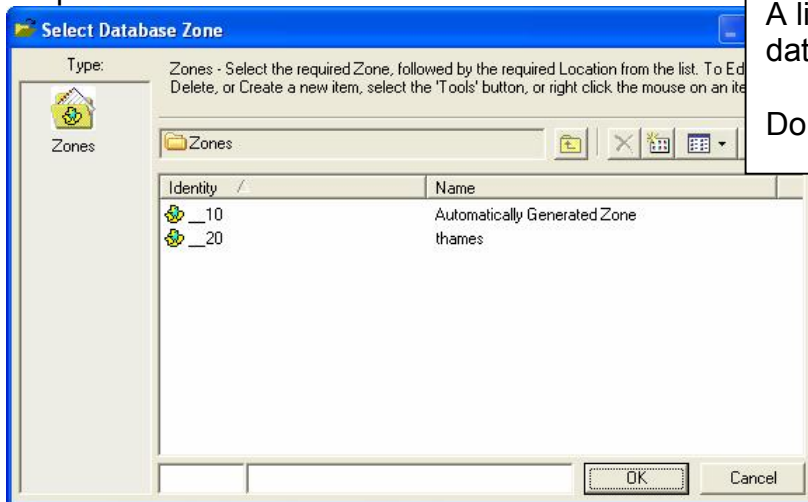 Select Database Zone
A li
dat
Do
Type:
Zones - Select the required Zone, followed by the required Location from the list. To Ed
Delete, or Create a new item, select the 'Tools' button, or right click the mouse on an ite
Zones
Zones
Identity Name
__10 Automatically Generated Zone
__20 thames
OK Cancel